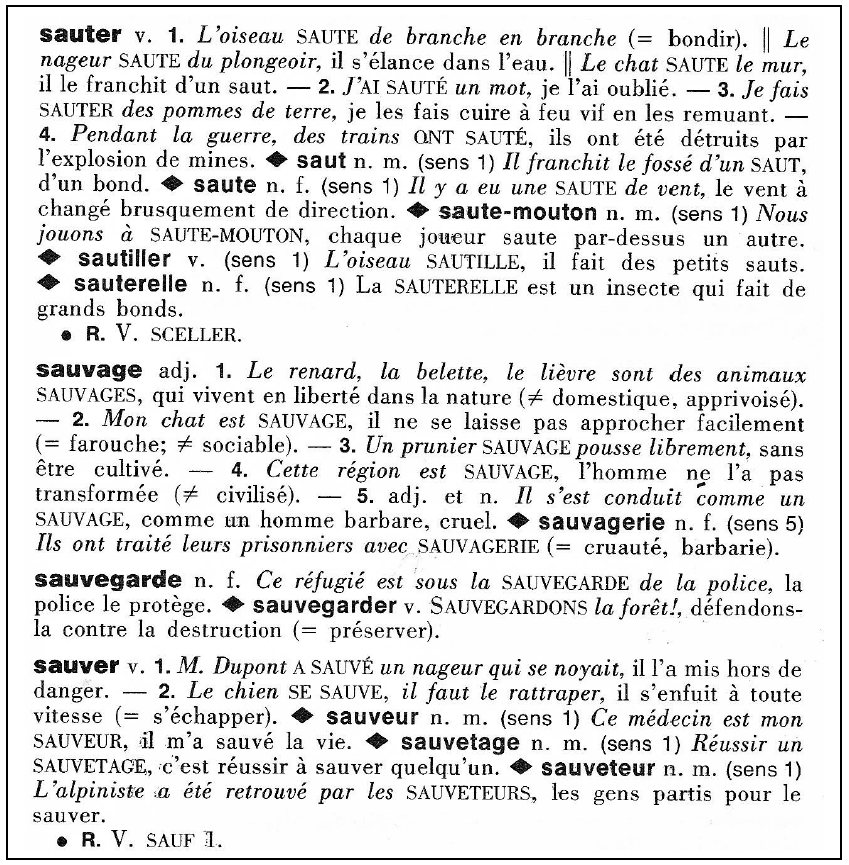 sauter v. 1. L'oiseau SAUTE de branche en branche (= bondir). || Le
nageur SAUTE du plongeoir, il s'élance dans l'eau. || Le chat SAUTE le mur,
il le franchit d'un saut. — 2. J'AI SAUTÉ un mot, je l'ai oublié. — 3. Je fais
SAUTER des pommes de terre, je les fais cuire à feu vif en les remuant. —
4. Pendant la guerre, des trains ONT SAUTÉ, ils ont été détruits par
l'explosion de mines. ◆ saut n. m. (sens 1) Il franchit le fossé d'un SAUT,
d'un bond. ◆ saute n. f. (sens 1) Il y a eu une SAUTE de vent, le vent à
changé brusquement de direction. ◆ saute-mouton n. m. (sens 1) Nous
jouons à SAUTE-MOUTON, chaque joueur saute par-dessus un autre.
◆ sautiller v. (sens 1) L'oiseau SAUTILLE, il fait des petits sauts.
◆ sauterelle n. f. (sens 1) La SAUTERELLE est un insecte qui fait de
grands bonds.
• R. V. SCELLER.
sauvage adj. 1. Le renard, la belette, le lièvre sont des animaux
SAUVAGES, qui vivent en liberté dans la nature (≠ domestique, apprivoisé).
— 2. Mon chat est SAUVAGE, il ne se laisse pas approcher facilement
(= farouche; ≠ sociable). — 3. Un prunier SAUVAGE pousse librement, sans
être cultivé. — 4. Cette région est SAUVAGE, l'homme ne l'a pas
transformée (≠ civilisé). — 5. adj. et n. Il s'est conduit comme un
SAUVAGE, comme un homme barbare, cruel. ◆ sauvagerie n. f. (sens 5)
Ils ont traité leurs prisonniers avec SAUVAGERIE (= cruauté, barbarie).
sauvegarde n. f. Ce réfugié est sous la SAUVEGARDE de la police, la
police le protège. ◆ sauvegarder v. SAUVEGARDONS la forêt!, défendons-
la contre la destruction (= préserver).
sauver v. 1. M. Dupont A SAUVÉ un nageur qui se noyait, il l'a mis hors de
danger. — 2. Le chien SE SAUVE, il faut le rattraper, il s'enfuit à toute
vitesse (= s'échapper). ◆ sauveur n. m. (sens 1) Ce médecin est mon
SAUVEUR, il m'a sauvé la vie. ◆ sauvetage n. m. (sens 1) Réussir un
SAUVETAGE, c'est réussir à sauver quelqu'un. ◆ sauveteur n. m. (sens 1)
L'alpiniste a été retrouvé par les SAUVETEURS, les gens partis pour le
sauver.
• R. V. SAUF 1.